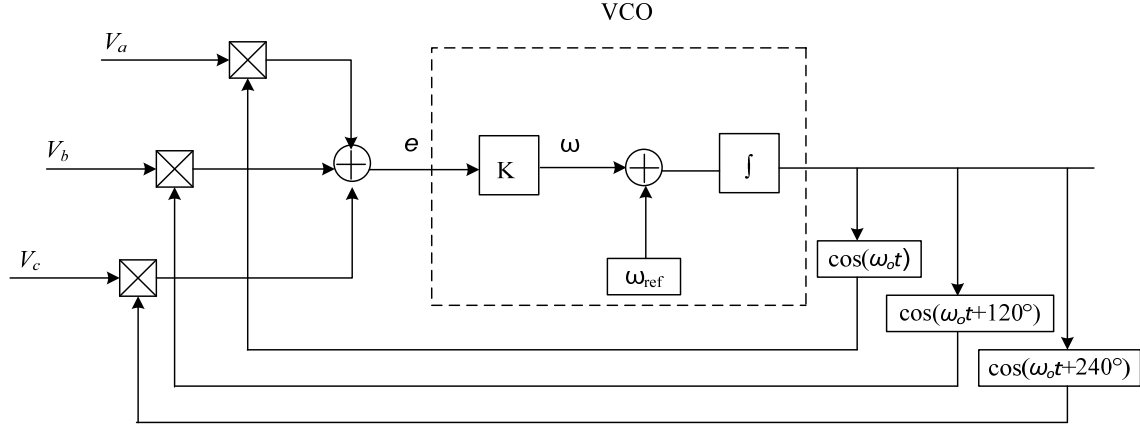 VCO
Va
Vb
e
ω
K
∫
Vc
ωref
cos(ωot)
cos(ωot+120°)
cos(ωot+240°)